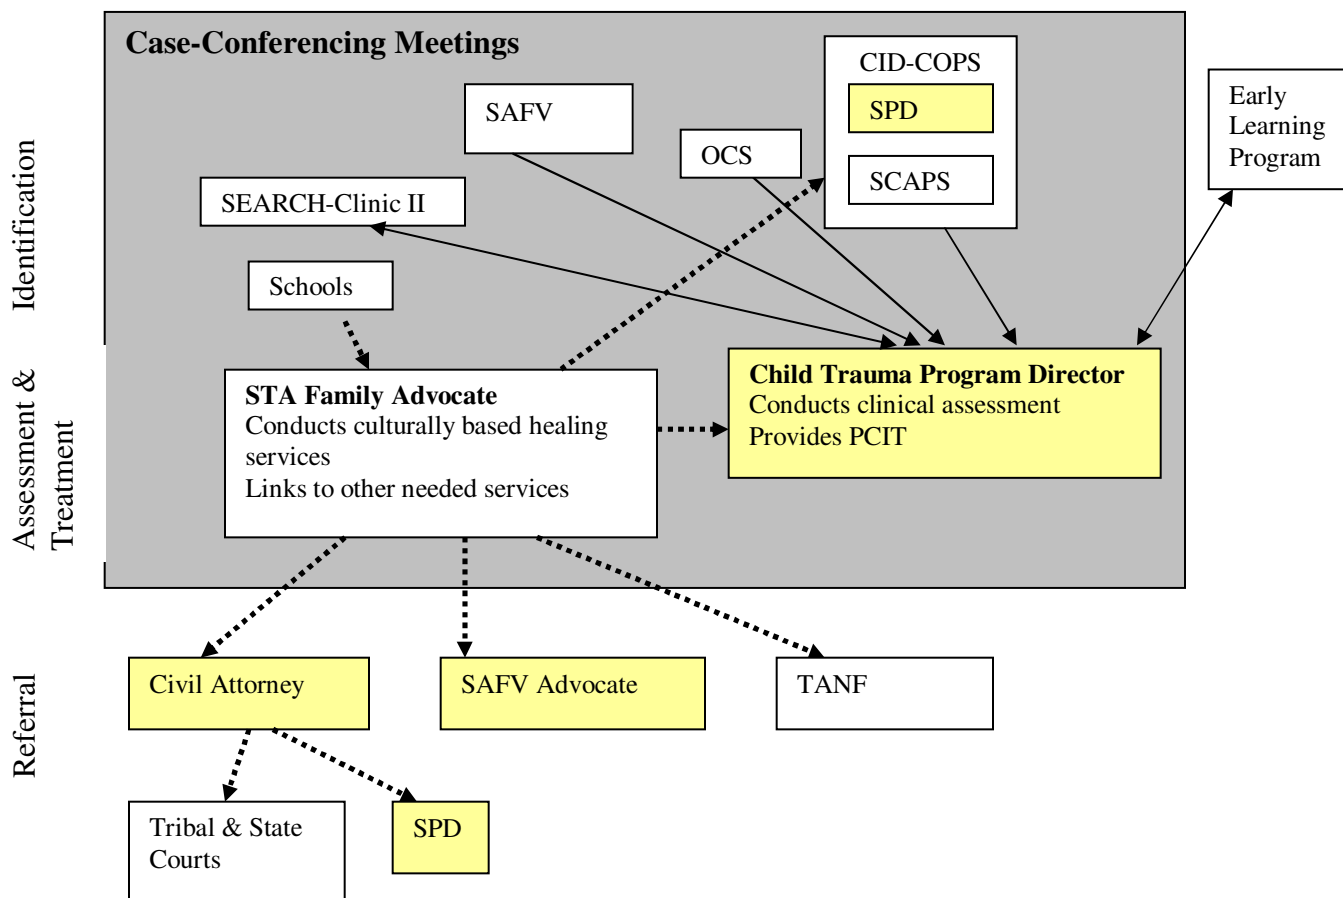 Case-Conferencing Meetings
CID-COPS
SPD
SCAPS
SAFV
OCS
Early
Learning
Program
SEARCH-Clinic II
Schools
Identification
STA Family Advocate
Conducts culturally based healing
services
Links to other needed services
Child Trauma Program Director
Conducts clinical assessment
Provides PCIT
Assessment &
Treatment
Civil Attorney
SAFV Advocate
TANF
Referral
Tribal & State
Courts
SPD